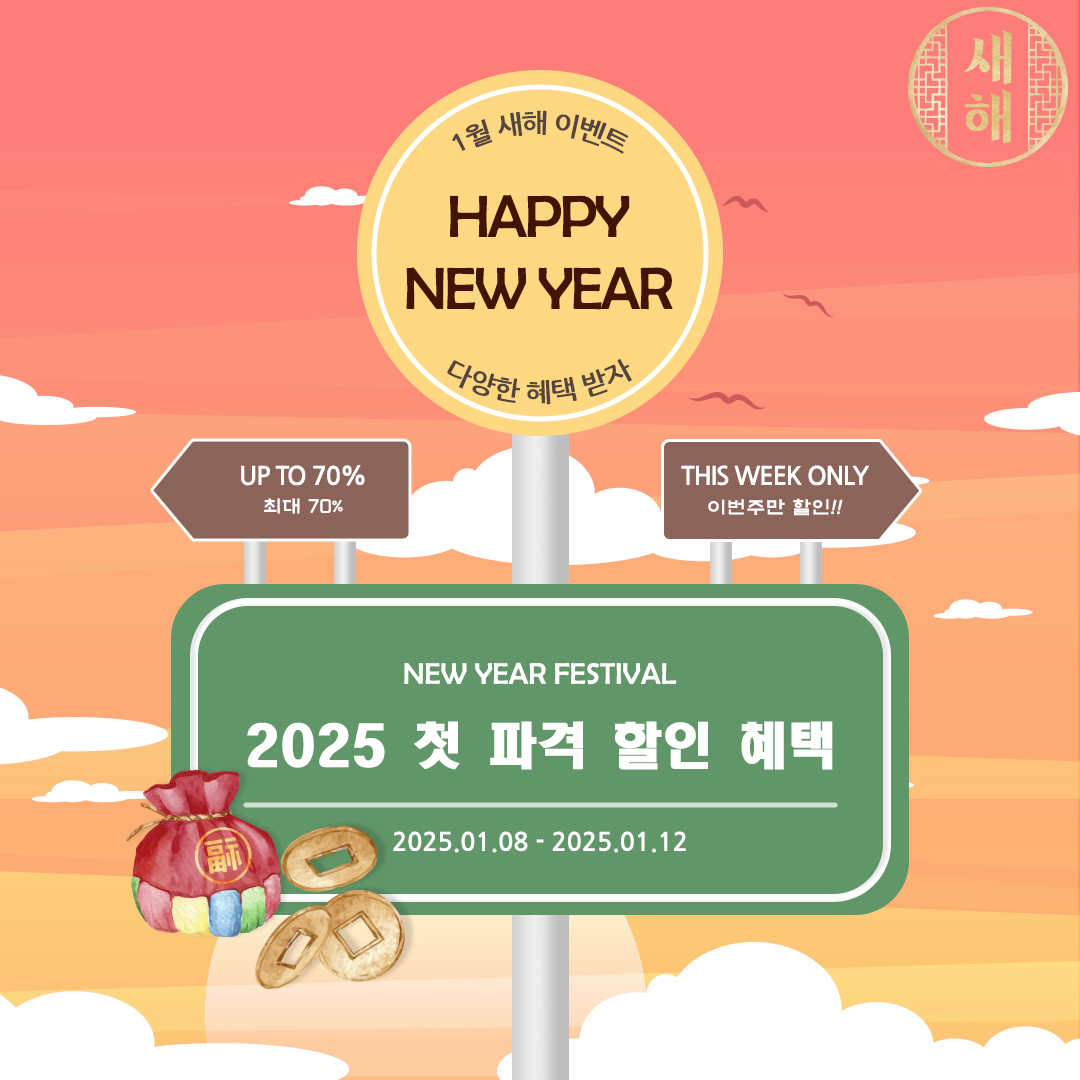 새해
1월 새해 이벤트
HAPPY
NEW YEAR
다양한 혜택 받자
UP TO 70%
최대 70%
THIS WEEK ONLY
이번주만 할인!!
NEW YEAR FESTIVAL
2025 첫 파격 할인 혜택
2025.01.08 - 2025.01.12
福